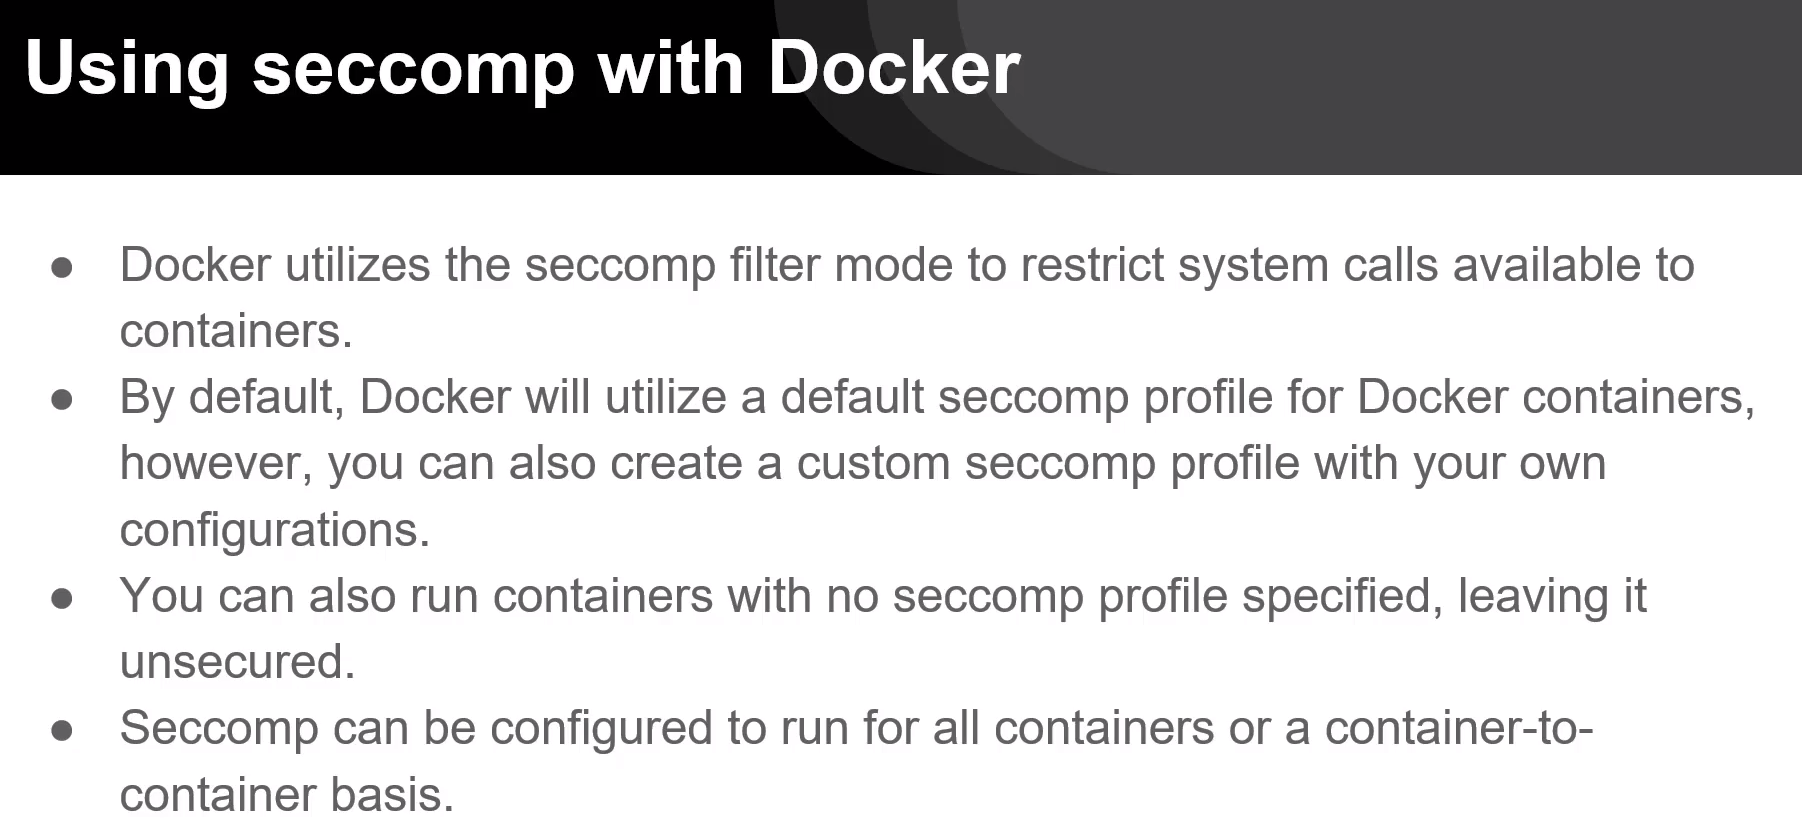 Using seccomp with Docker
● Docker utilizes the seccomp filter mode to restrict system calls available to
containers.
● By default, Docker will utilize a default seccomp profile for Docker containers,
however, you can also create a custom seccomp profile with your own
configurations.
● You can also run containers with no seccomp profile specified, leaving it
unsecured.
● Seccomp can be configured to run for all containers or a container-to-
container basis.